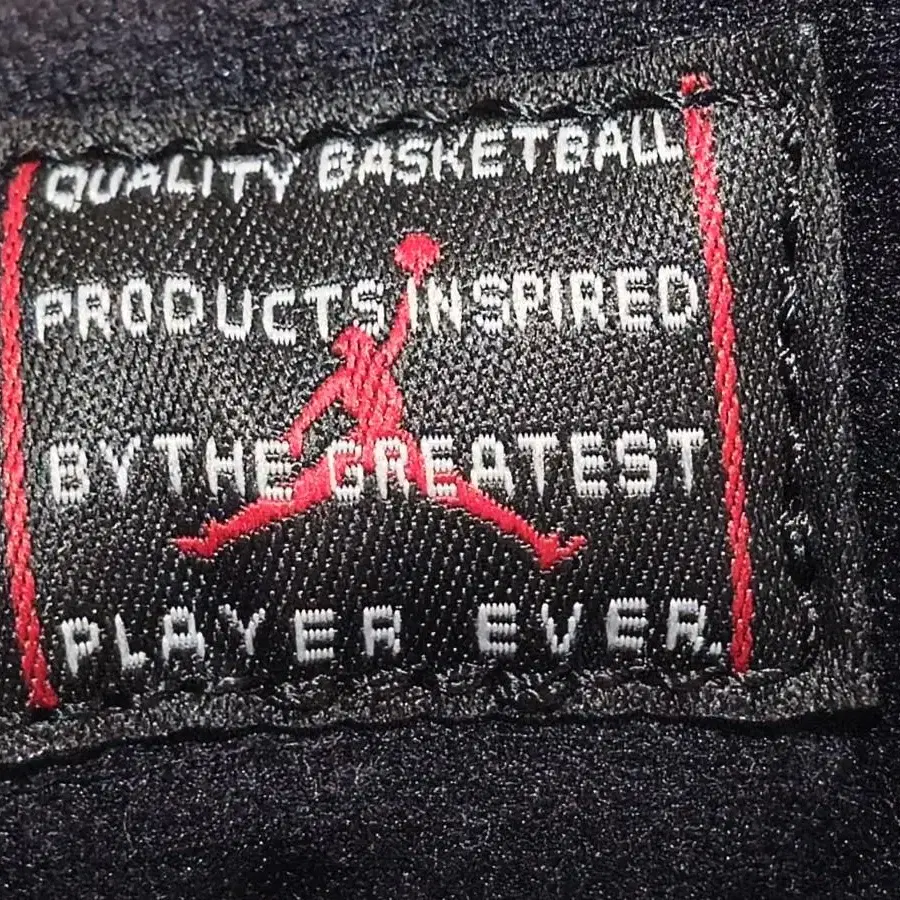 QUALITY BASKETBALL
PRODUCTS INSPIRED
BY THE GREATEST
PLAYER EVER.